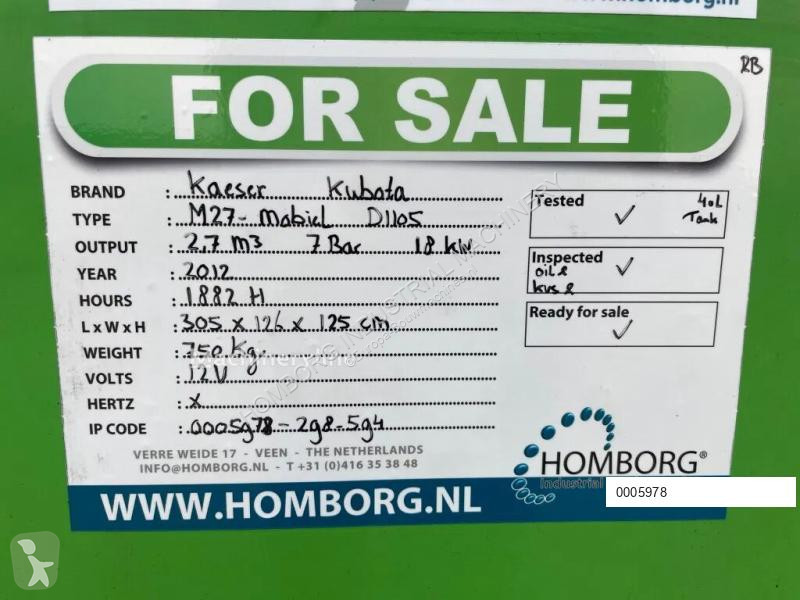 RB
FOR SALE
BRAND : Kaeser Kubota
TYPE : M27-Mobiel D1105
OUTPUT : 2,7 m3 7 Bar 18 kW
YEAR : 2012
HOURS : 1882 H
L x W x H : 305 x 126 x 125 cm
WEIGHT : 750 Kg.
VOLTS : 12V
HERTZ : x
IP CODE : 0005978-298-594
Tested ✓ 40L
Tank
Inspected ✓
oil &
Ready for sale
✓
VERRE WEIDE 17 - VEEN - THE NETHERLANDS
INFO@HOMBORG.NL - T +31 (0)416 35 38 48
HOMBORG®
Industrial
WWW.HOMBORG.NL
0005978
HOMBORG INDUSTRIAL MACHINERY